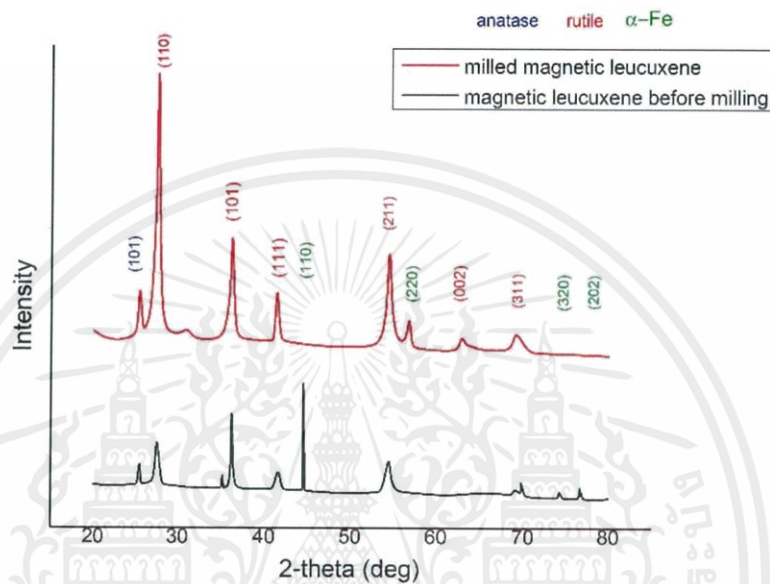 anatase rutile α–Fe
milled magnetic leucuxene
magnetic leucuxene before milling
(110)
(101)
(101)
(111)
(110)
(211)
(220)
(002)
(311)
(320)
(202)
Intensity
20 30 40 50 60 70 80
2-theta (deg)